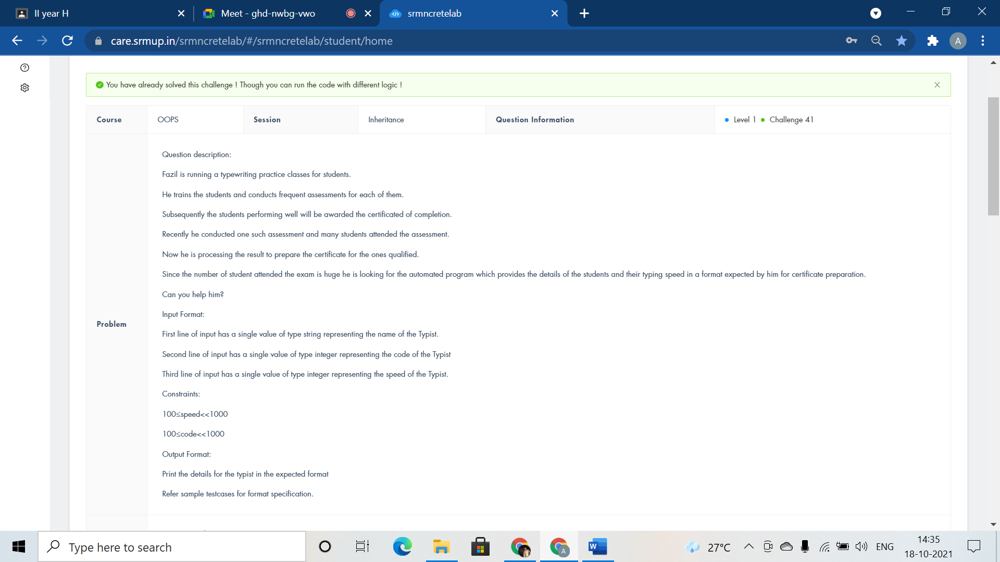 II year H
Meet - ghd-nwbg-vwo
srmncretelab
care.srmup.in/srmncretelab/#/srmncretelab/student/home
A
You have already solved this challenge ! Though you can run the code with different logic !
Course OOPS Session Inheritance Question Information Level 1 Challenge 41
Problem
Question description:
Fazil is running a typewriting practice classes for students.
He trains the students and conducts frequent assessments for each of them.
Subsequently the students performing well will be awarded the certificated of completion.
Recently he conducted one such assessment and many students attended the assessment.
Now he is processing the result to prepare the certificate for the ones qualified.
Since the number of student attended the exam is huge he is looking for the automated program which provides the details of the students and their typing speed in a format expected by him for certificate preparation.
Can you help him?
Input Format:
First line of input has a single value of type string representing the name of the Typist.
Second line of input has a single value of type integer representing the code of the Typist
Third line of input has a single value of type integer representing the speed of the Typist.
Constraints:
100≤speed<<1000
100≤code<<1000
Output Format:
Print the details for the typist in the expected format
Refer sample testcases for format specification.
Type here to search
A
W
27°C
ENG
14:35
18-10-2021